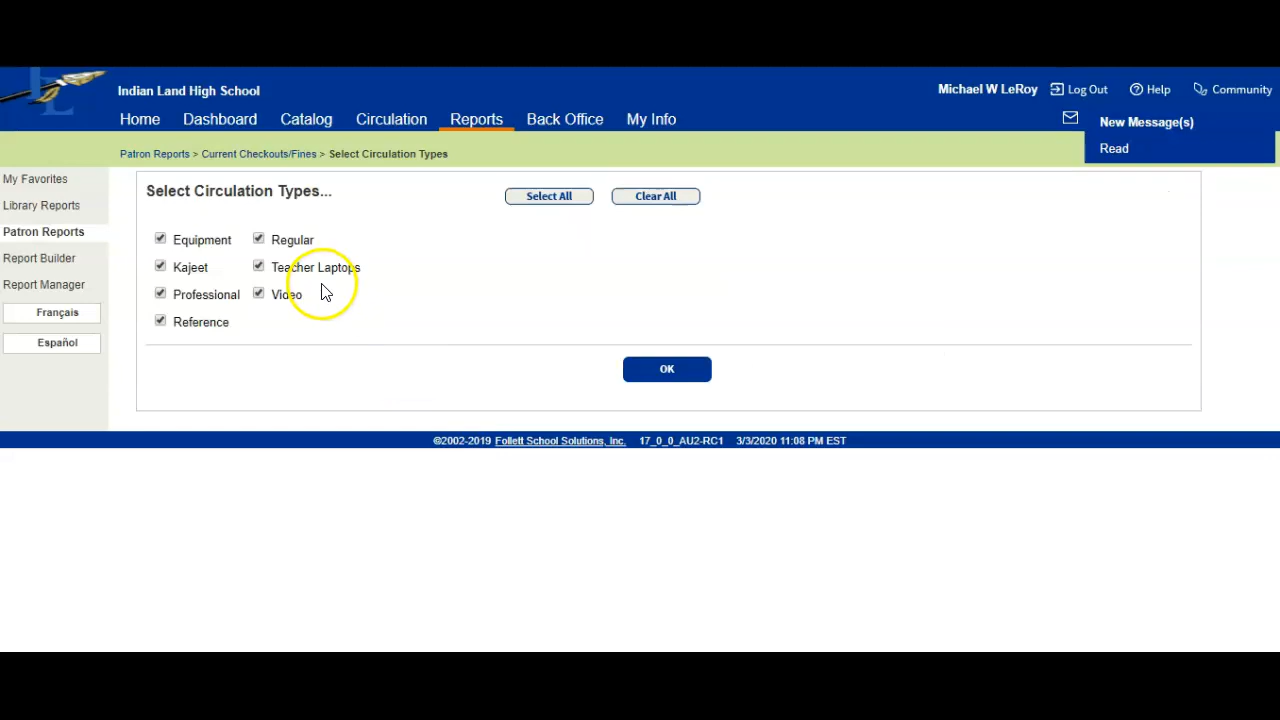 Indian Land High School
Michael W LeRoy Log Out Help Community
Home Dashboard Catalog Circulation Reports Back Office My Info
New Message(s)
Read
Patron Reports > Current Checkouts/Fines > Select Circulation Types
My Favorites
Library Reports
Patron Reports
Report Builder
Report Manager
Français
Español
Select Circulation Types... Select All Clear All
Equipment Regular
Kajeet Teacher Laptops
Professional Video
Reference
OK
©2002-2019 Follett School Solutions, Inc. 17_0_0_AU2-RC1 3/3/2020 11:08 PM EST